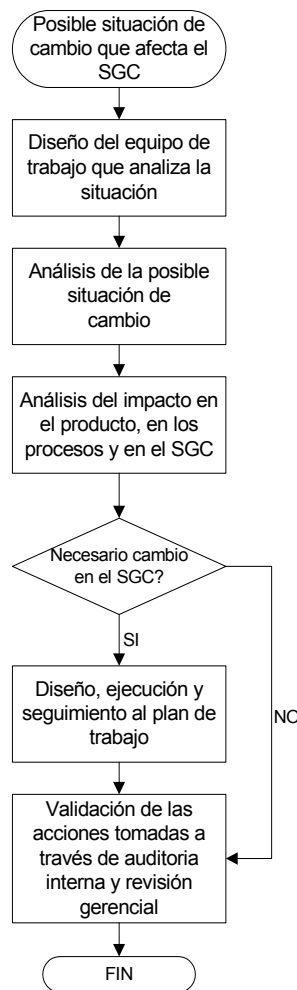 Posible situación de
cambio que afecta el
SGC
Diseño del equipo de
trabajo que analiza la
situación
Análisis de la posible
situación de
cambio
Análisis del impacto en
el producto, en los
procesos y en el SGC
Necesario cambio
en el SGC?
SI
NO
Diseño, ejecución y
seguimiento al plan de
trabajo
Validación de las
acciones tomadas a
través de auditoria
interna y revisión
gerencial
FIN